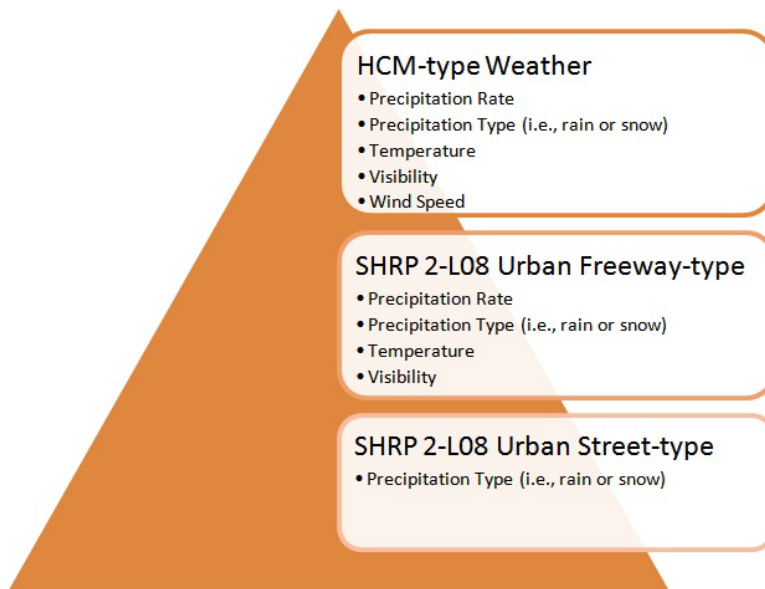 HCM-type Weather
• Precipitation Rate
• Precipitation Type (i.e., rain or snow)
• Temperature
• Visibility
• Wind Speed
SHRP 2-L08 Urban Freeway-type
• Precipitation Rate
• Precipitation Type (i.e., rain or snow)
• Temperature
• Visibility
SHRP 2-L08 Urban Street-type
• Precipitation Type (i.e., rain or snow)